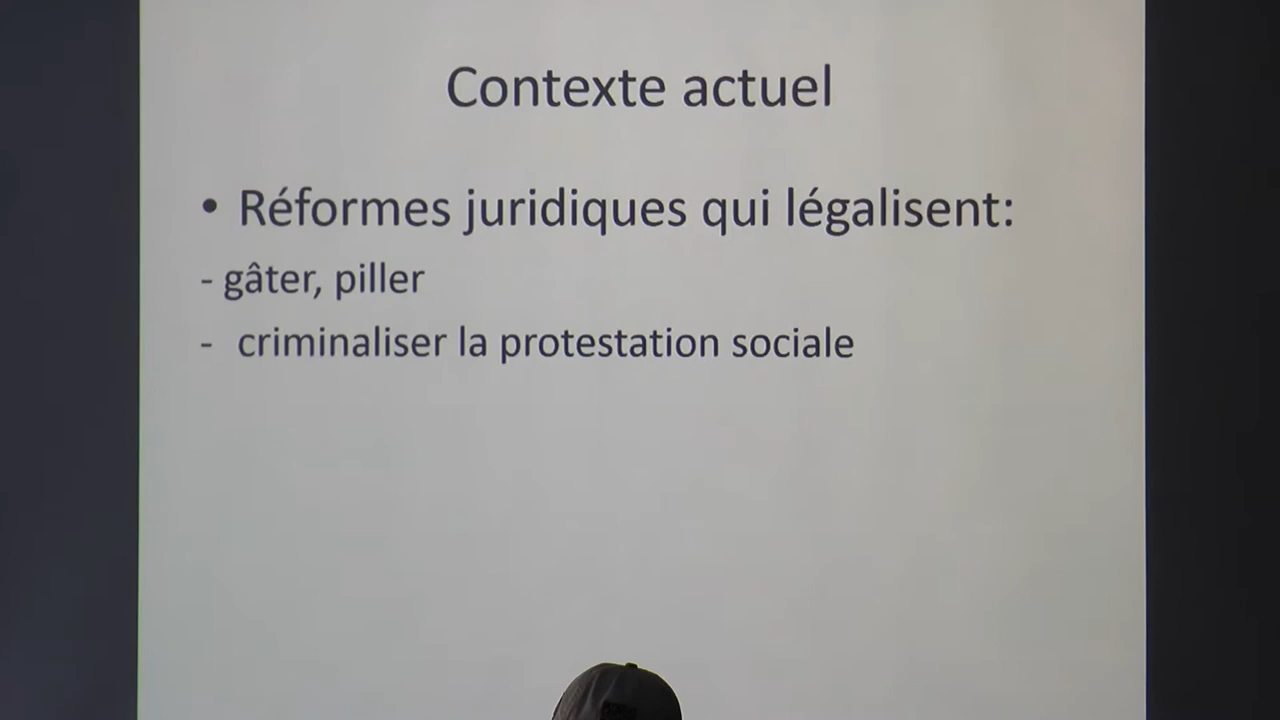 Contexte actuel
• Réformes juridiques qui légalisent:
- gâter, piller
- criminaliser la protestation sociale